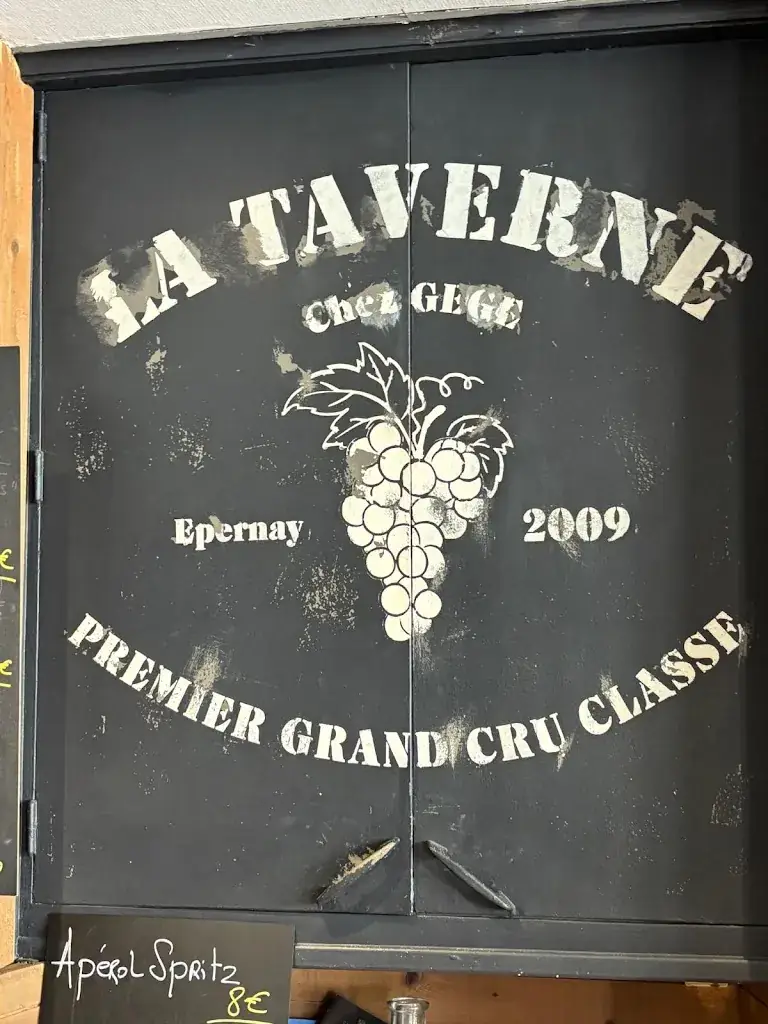 LA TAVERNE
Chez GEGE
Epernay 2009
PREMIER GRAND CRU CLASSE
Apérol Spritz
8€
€
€